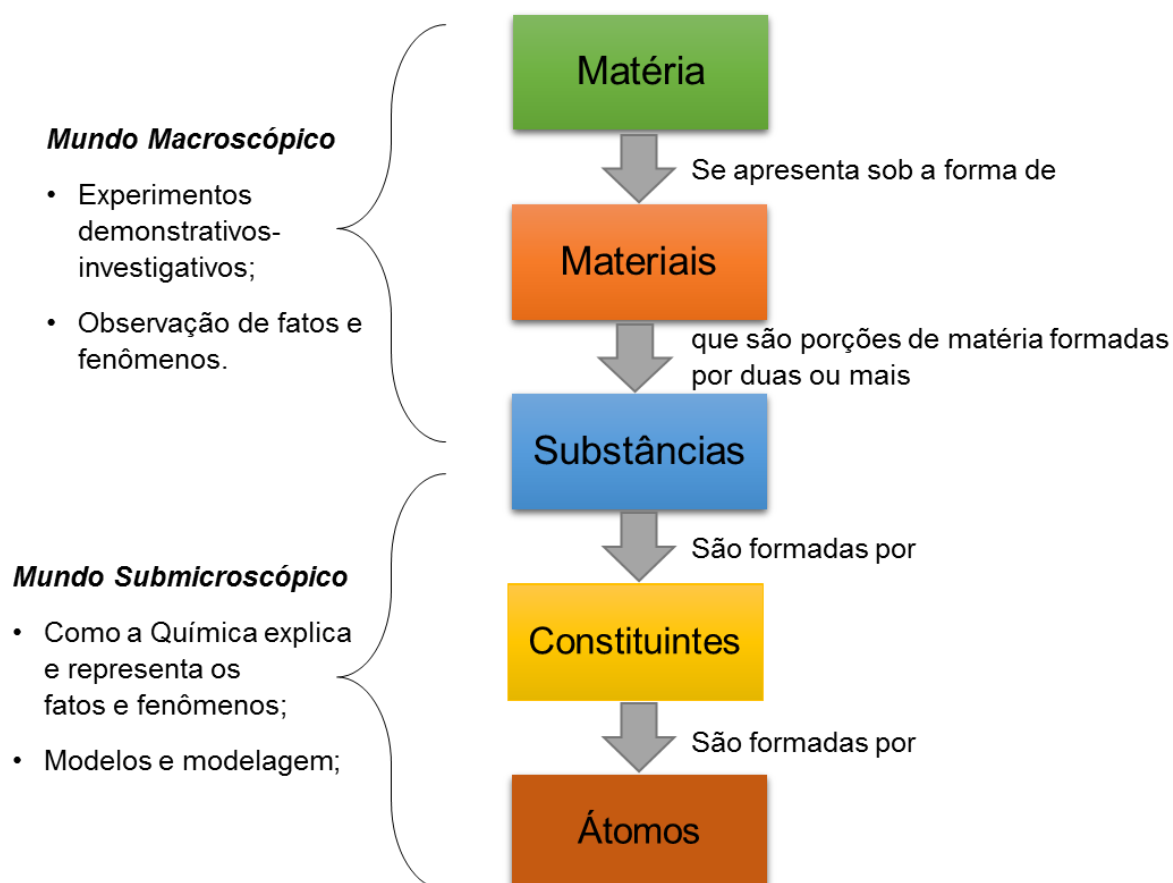 Matéria
Mundo Macroscópico
• Experimentos
demonstrativos-
investigativos;
• Observação de fatos e
fenômenos.
Se apresenta sob a forma de
Materiais
que são porções de matéria formadas
por duas ou mais
Substâncias
São formadas por
Mundo Submicroscópico
• Como a Química explica
e representa os
fatos e fenômenos;
• Modelos e modelagem;
Constituintes
São formadas por
Átomos